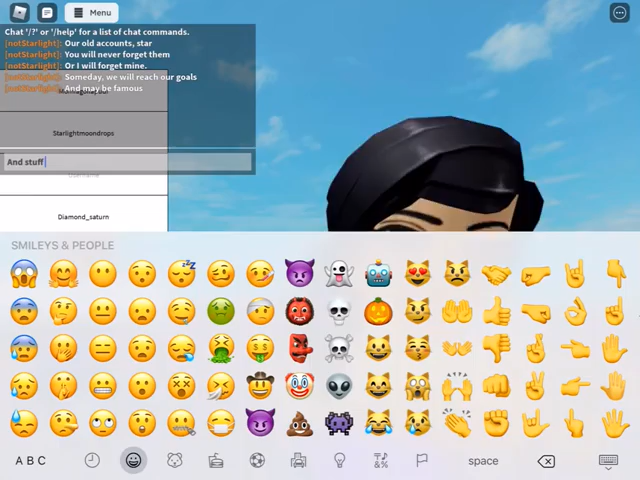 Menu
Chat '/?' or '/help' for a list of chat commands.
[notStarlight]: Our old accounts, star
[notStarlight]: You will never forget them
[notStarlight]: Or I will forget mine.
[notStarlight]: Someday, we will reach our goals
[notStarlight]: And may be famous
Starlightmoondrops
And stuff
Username
Diamond_saturn
SMILEYS & PEOPLE
ABC
space